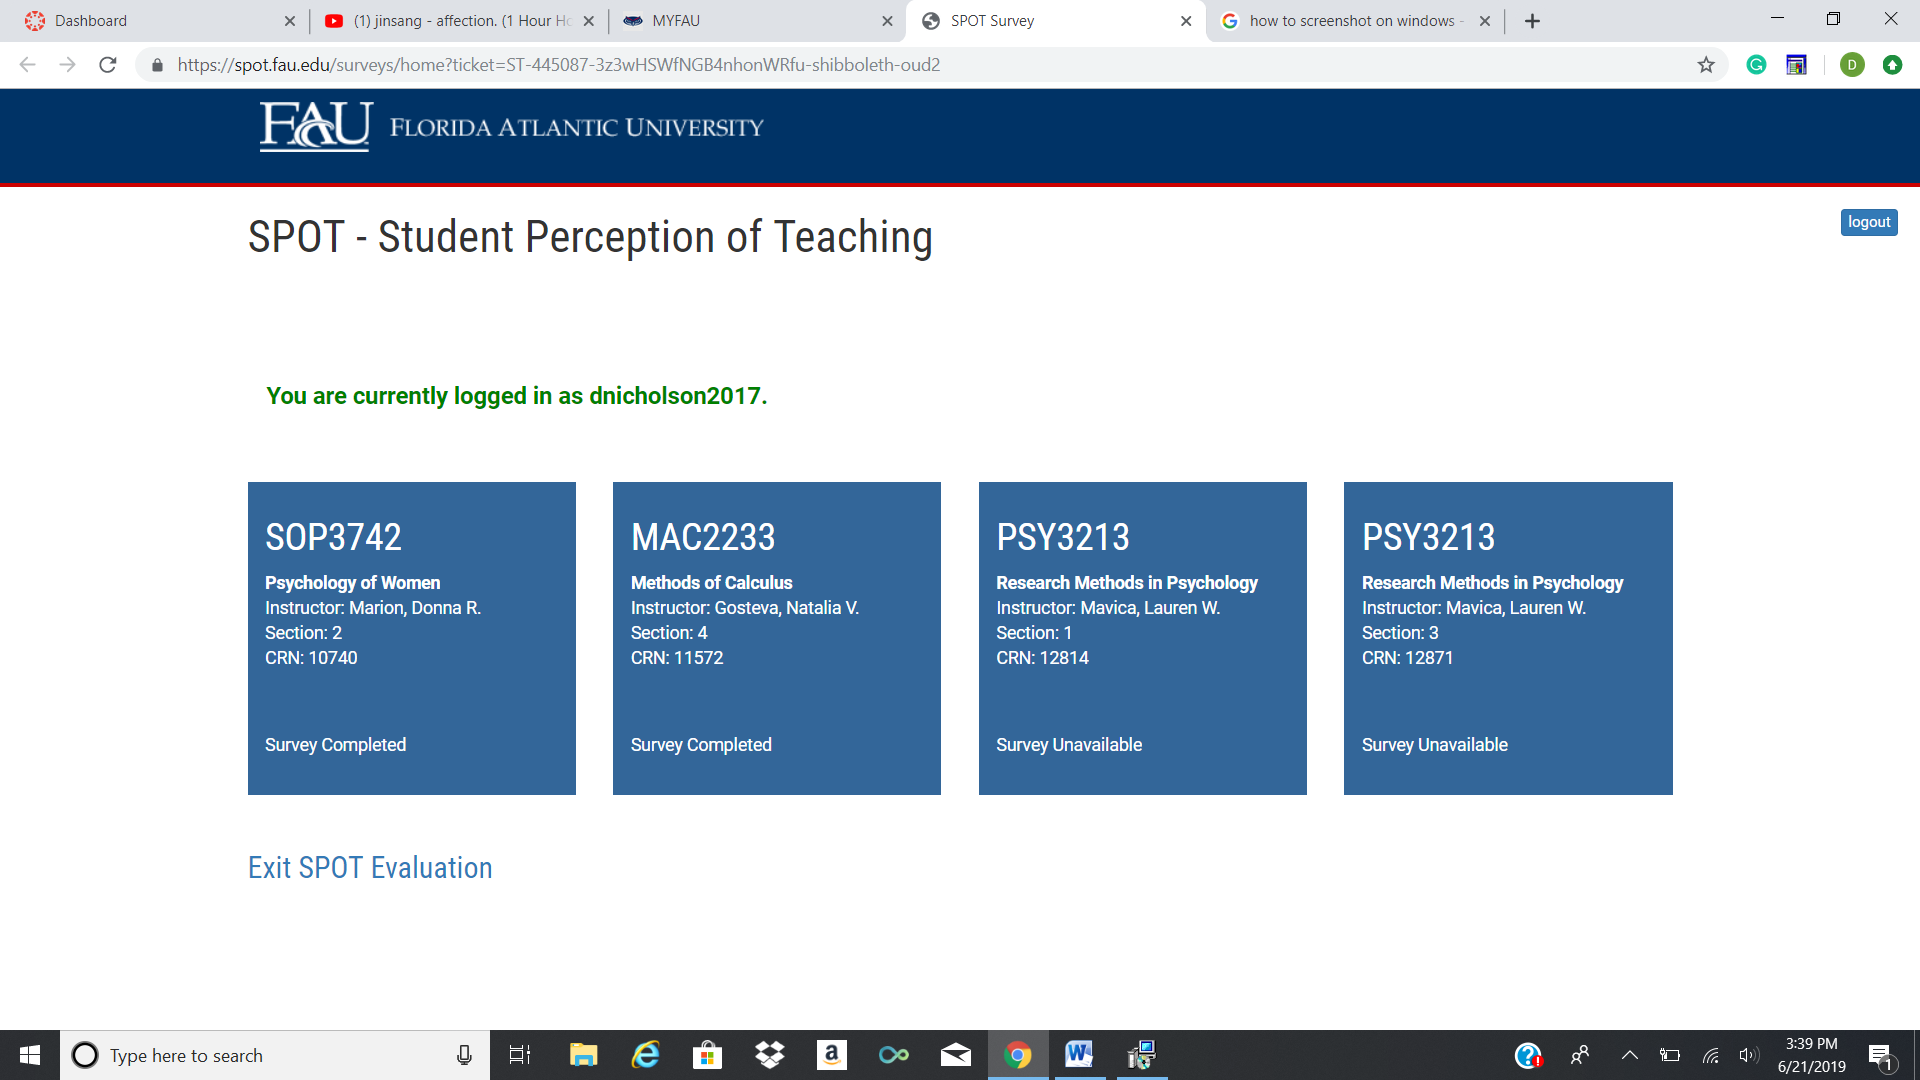 Dashboard
(1) jinsang - affection. (1 Hour Ho
MYFAU
SPOT Survey
how to screenshot on windows -
https://spot.fau.edu/surveys/home?ticket=ST-445087-3z3wHSWfNGB4nhonWRfu-shibboleth-oud2
D
FAU FLORIDA ATLANTIC UNIVERSITY
SPOT - Student Perception of Teaching
logout
You are currently logged in as dnicholson2017.
SOP3742
Psychology of Women
Instructor: Marion, Donna R.
Section: 2
CRN: 10740
Survey Completed
MAC2233
Methods of Calculus
Instructor: Gosteva, Natalia V.
Section: 4
CRN: 11572
Survey Completed
PSY3213
Research Methods in Psychology
Instructor: Mavica, Lauren W.
Section: 1
CRN: 12814
Survey Unavailable
PSY3213
Research Methods in Psychology
Instructor: Mavica, Lauren W.
Section: 3
CRN: 12871
Survey Unavailable
Exit SPOT Evaluation
Type here to search
3:39 PM
6/21/2019
1